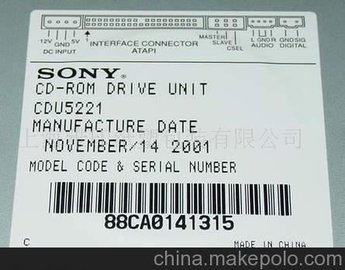 12V GND 5V
DC INPUT
INTERFACE CONNECTOR
ATAPI
MASTER
SLAVE
CSEL
L GND R
AUDIO
GND SIG
DIGITAL
SONY
CD-ROM DRIVE UNIT
CDU5221
MANUFACTURE DATE
NOVEMBER/14 2001
MODEL CODE & SERIAL NUMBER
88CA0141315
C
MADE IN CHINA
china.makepolo.com